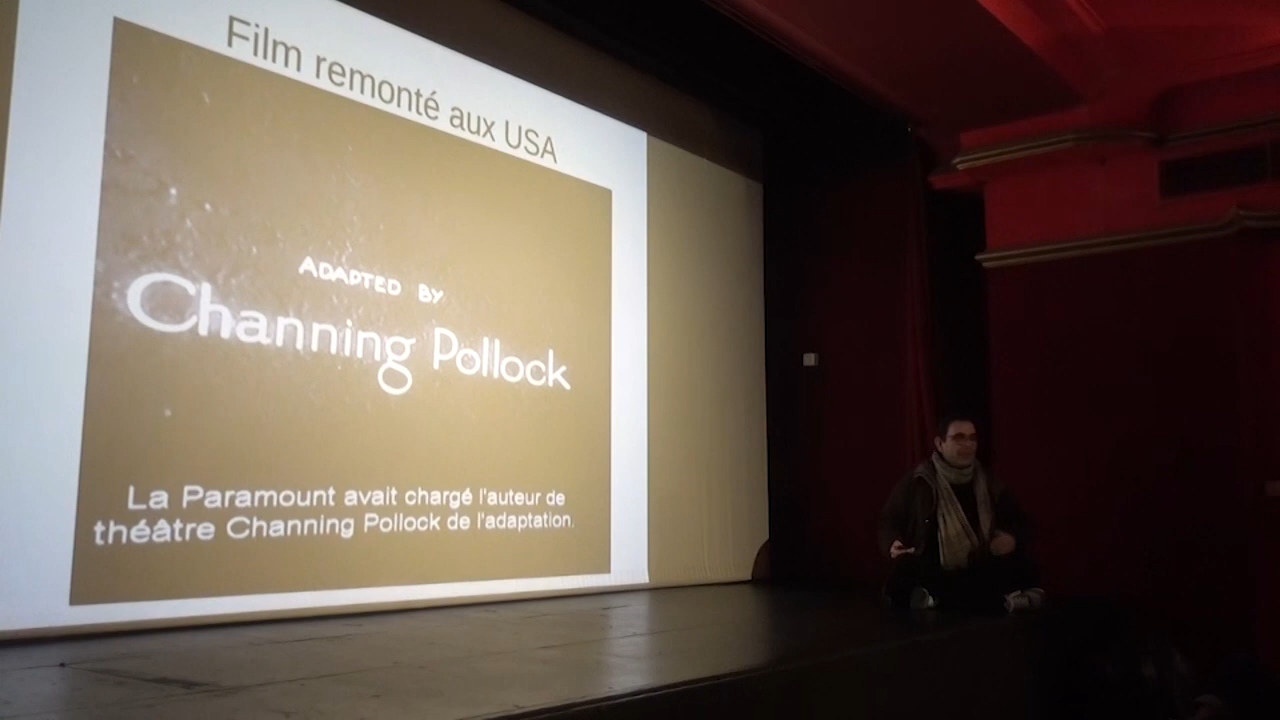 Film remonté aux USA
ADAPTED BY
Channing Pollock
La Paramount avait chargé l'auteur de
théâtre Channing Pollock de l'adaptation.